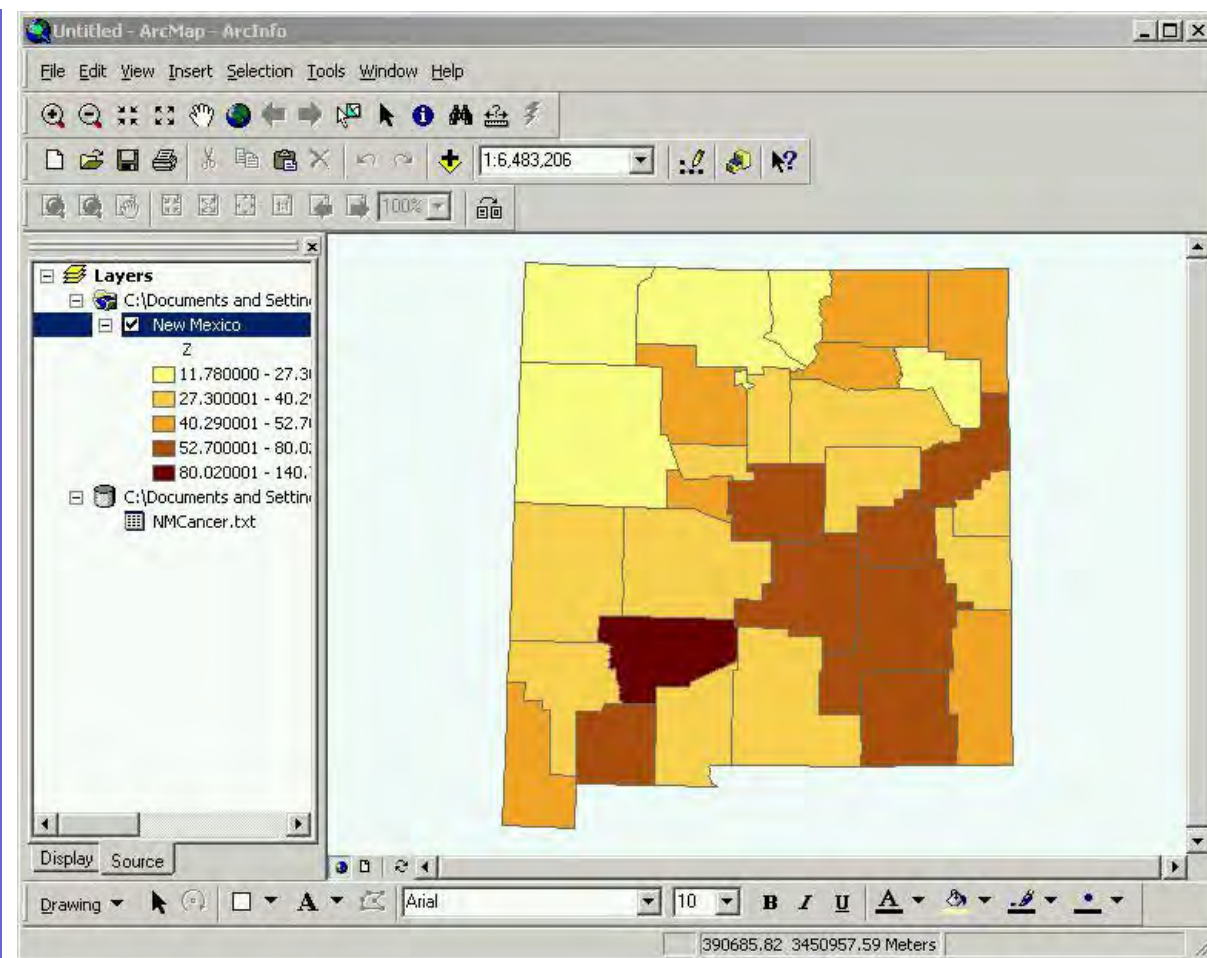 Untitled - ArcMap - ArcInfo
File Edit View Insert Selection Tools Window Help
1:6,483,206
100%
Layers
C:\Documents and Settin
New Mexico
Z
11.780000 - 27.3
27.300001 - 40.2
40.290001 - 52.7
52.700001 - 80.0
80.020001 - 140.
C:\Documents and Settin
NMCancer.txt
Display Source
Drawing A Arial 10 B I U A
390685.82 3450957.59 Meters